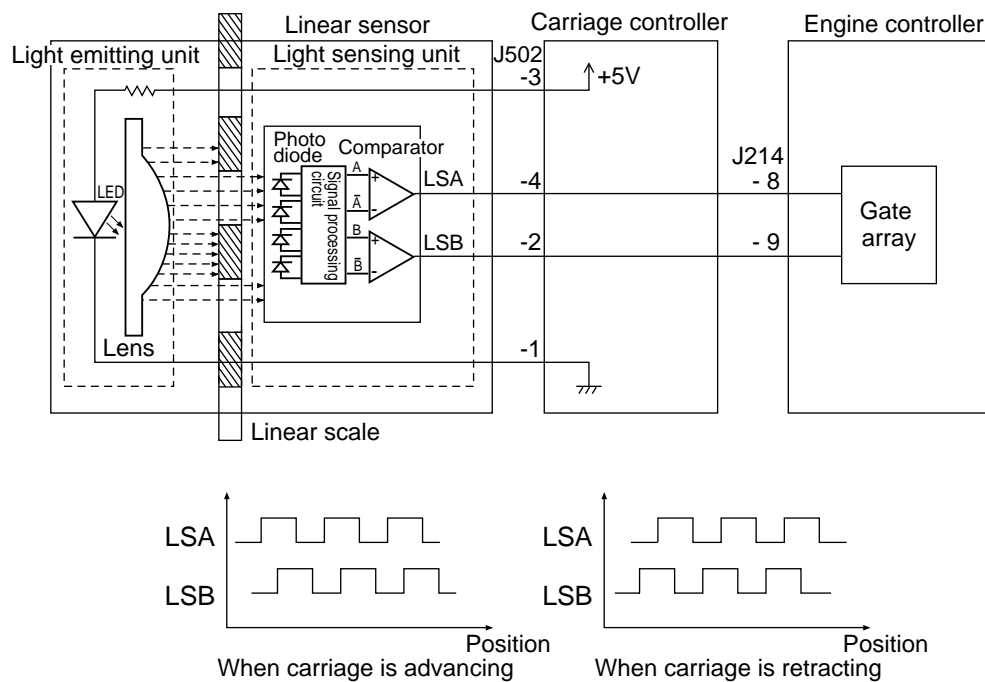 Linear sensor
Carriage controller
Engine controller
Light emitting unit
Light sensing unit
J502
-3
+5V
Photo
diode
Comparator
J214
LED
Signal processing
circuit
A
+
A̅
-
LSA
-4
- 8
B
+
B̅
-
LSB
-2
- 9
Gate
array
Lens
-1
Linear scale
LSA
LSB
Position
When carriage is advancing
LSA
LSB
Position
When carriage is retracting